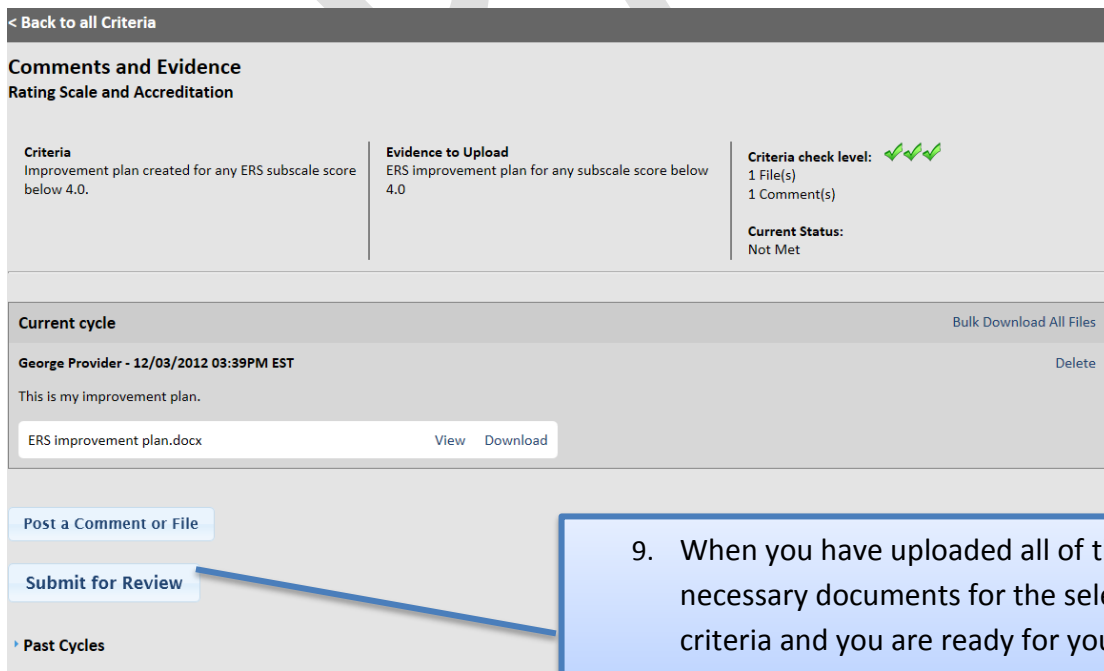 < Back to all Criteria
Comments and Evidence
Rating Scale and Accreditation
Criteria
Improvement plan created for any ERS subscale score
below 4.0.
Evidence to Upload
ERS improvement plan for any subscale score below
4.0
Criteria check level:
1 File(s)
1 Comment(s)
Current Status:
Not Met
Current cycle Bulk Download All Files
George Provider - 12/03/2012 03:39PM EST Delete
This is my improvement plan.
ERS improvement plan.docx View Download
Post a Comment or File
Submit for Review
Past Cycles
9. When you have uploaded all of
necessary documents for the
criteria and you are ready for